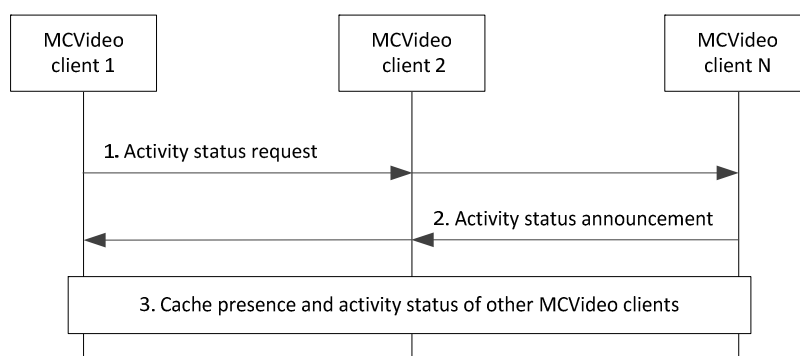 MCVideo
client 1
MCVideo
client 2
MCVideo
client N
1. Activity status request
2. Activity status announcement
3. Cache presence and activity status of other MCVideo clients